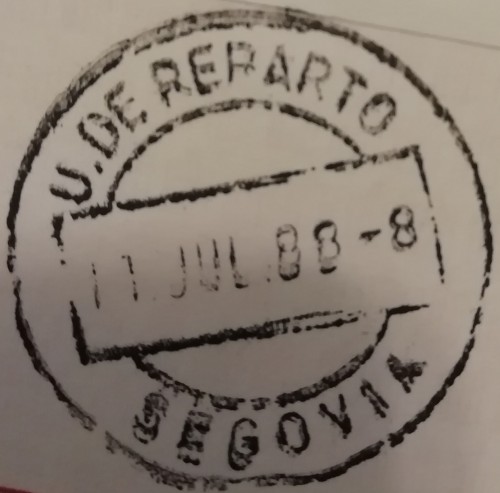 U. DE REPARTO
11 JUL. 88 - 8
SEGOVIA